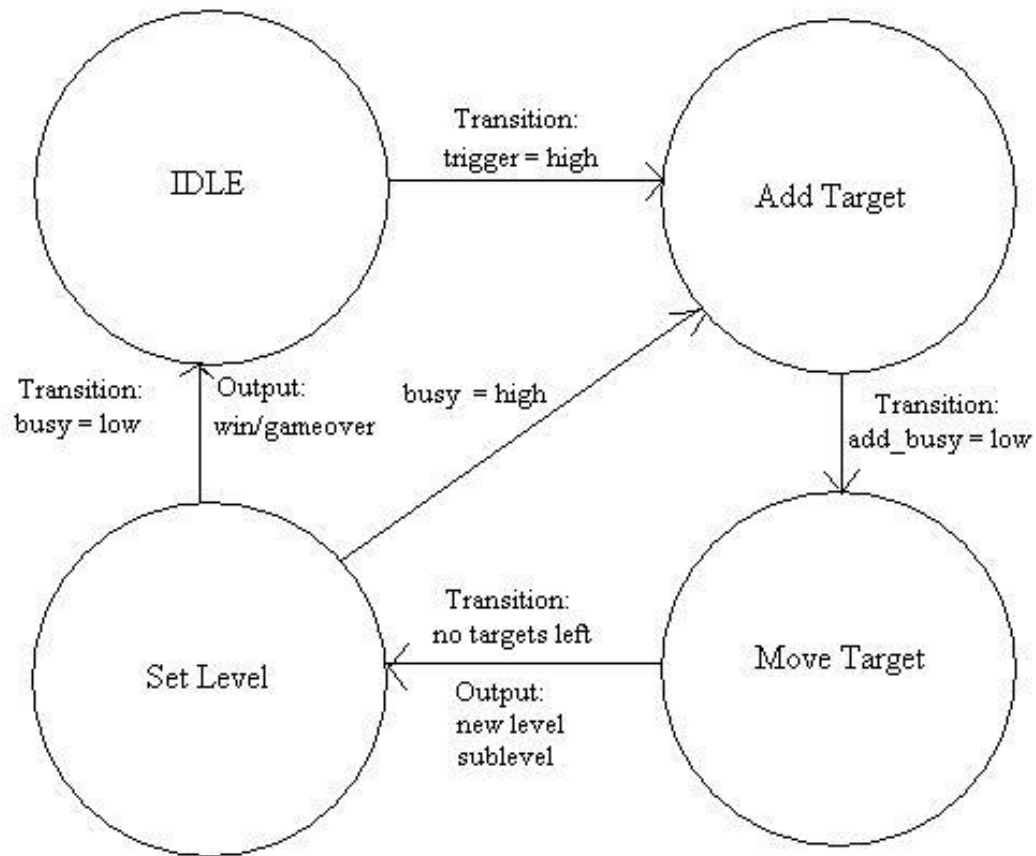 Transition:
trigger = high
IDLE
Add Target
Transition:
busy = low
Output:
win/gameover
busy = high
Transition:
add_busy = low
Transition:
no targets left
Output:
new level
sublevel
Set Level
Move Target